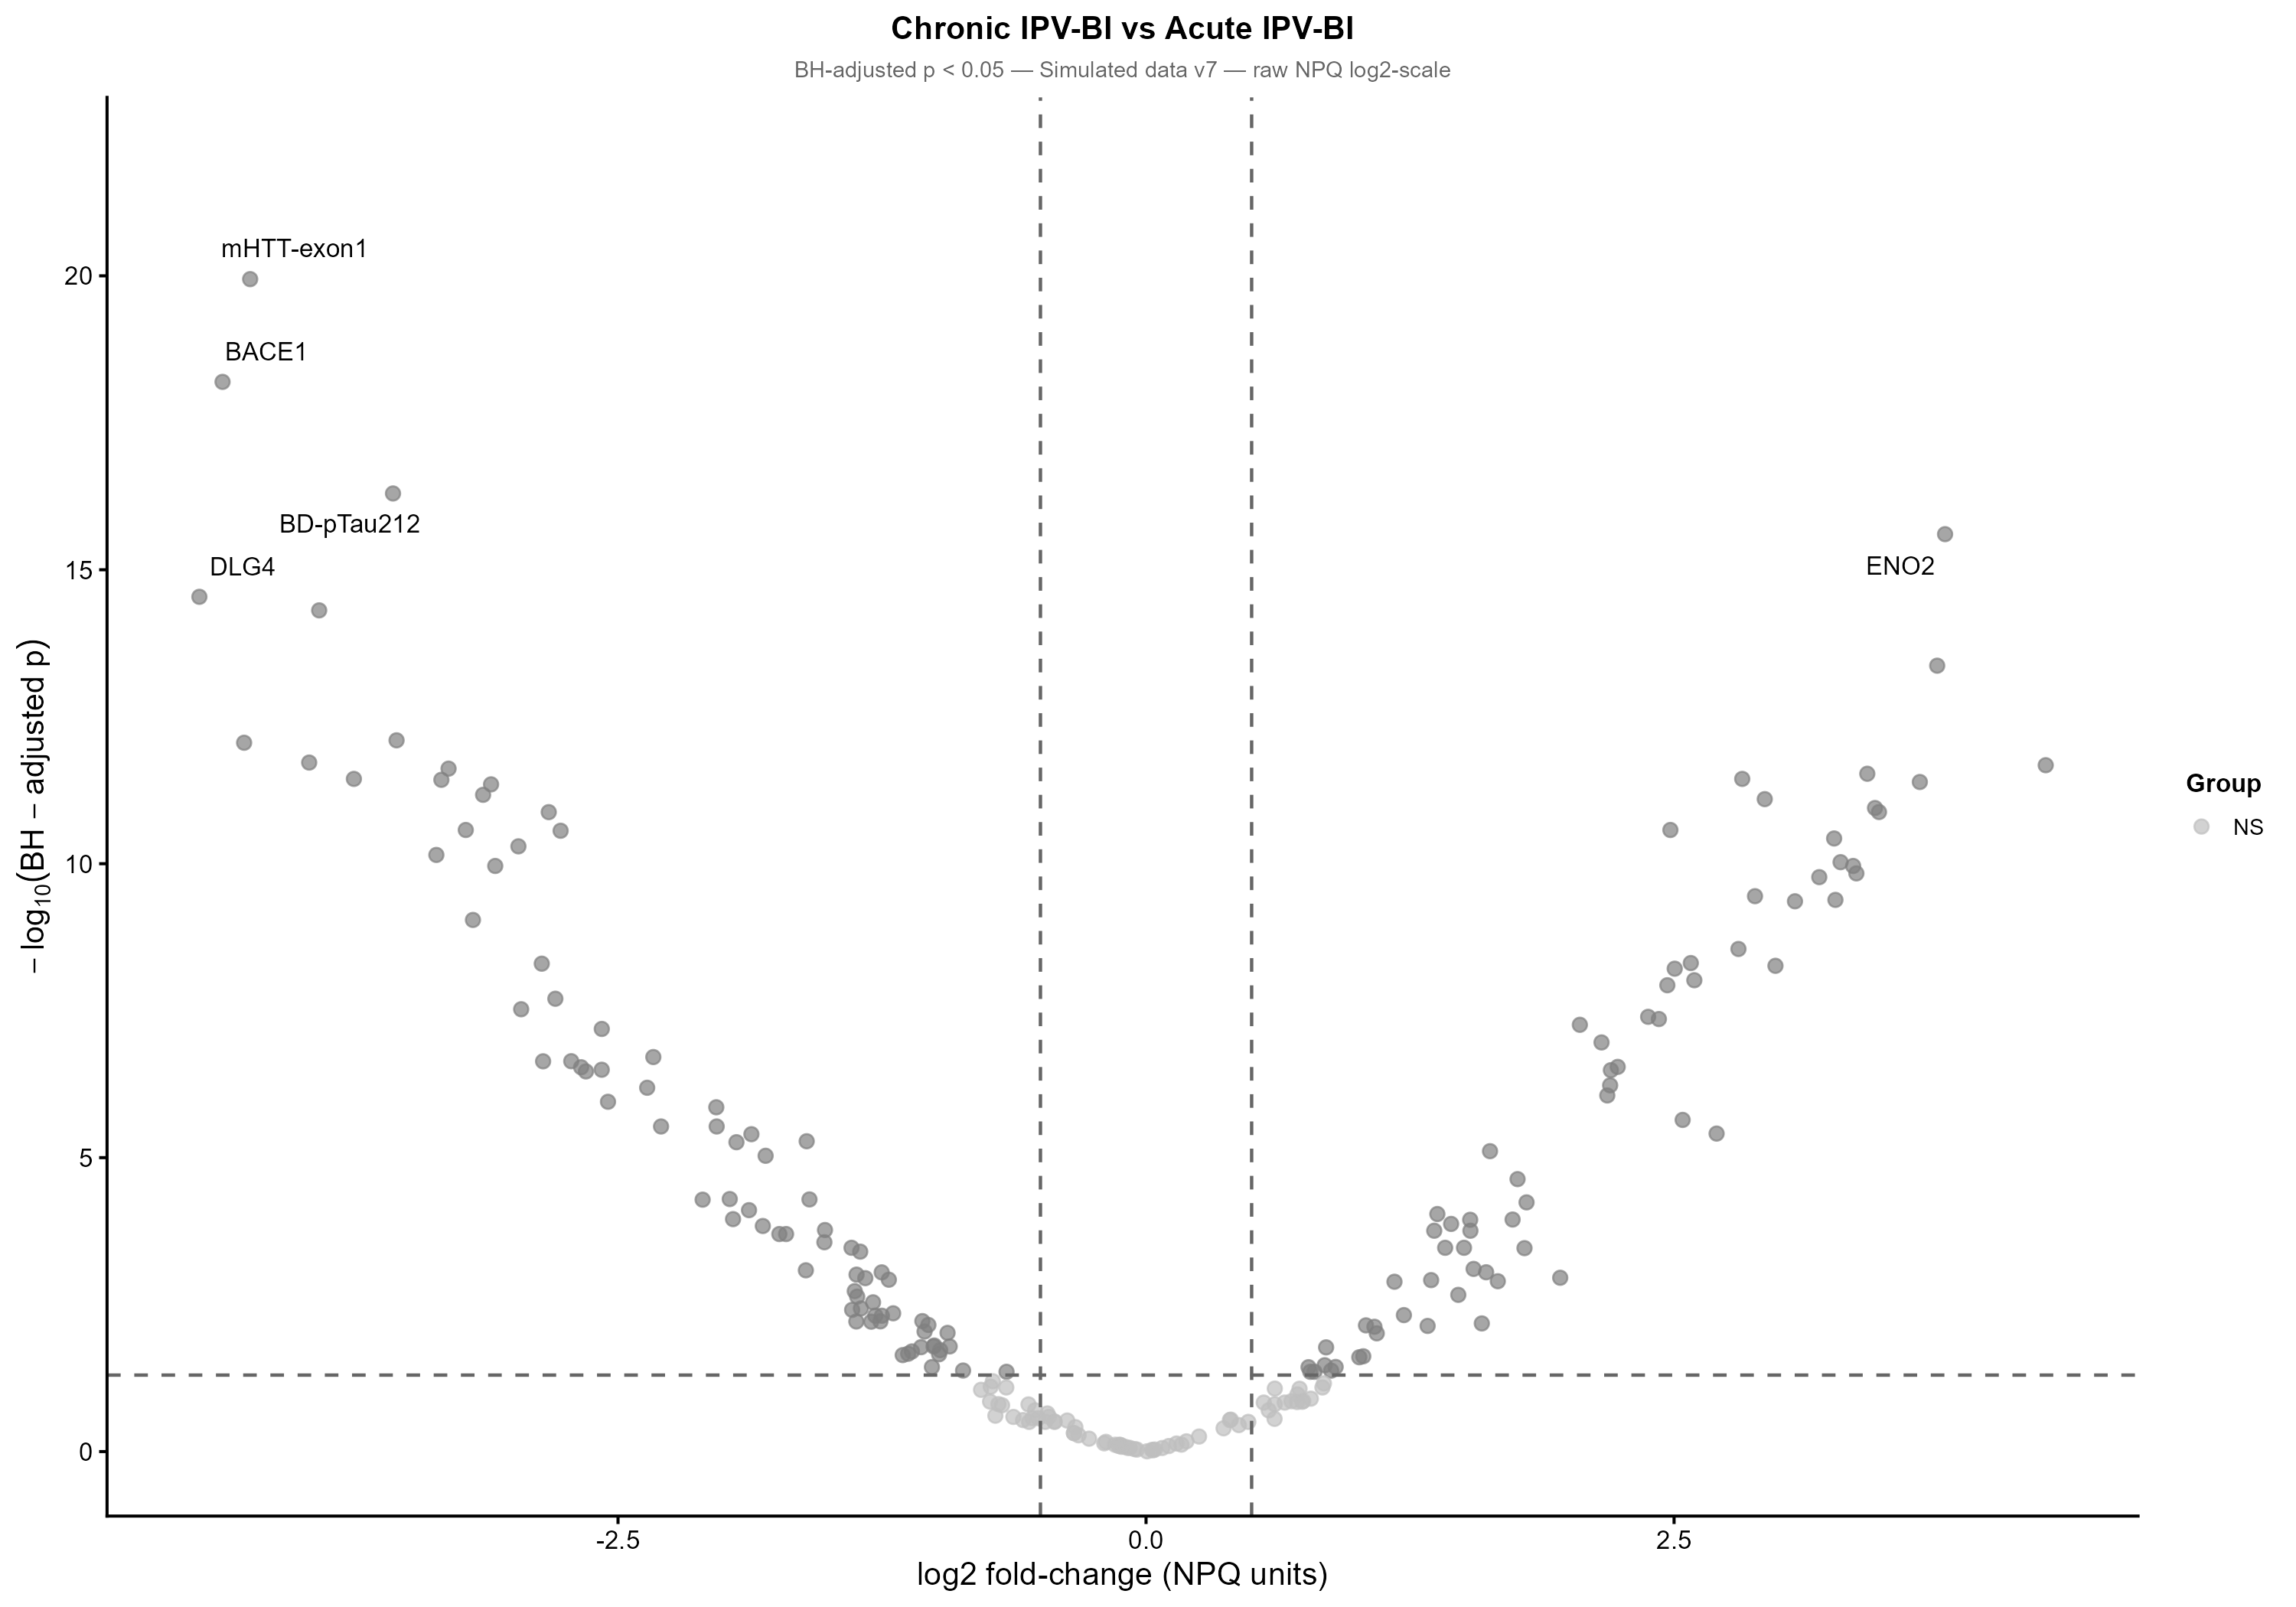 Chronic IPV-BI vs Acute IPV-BI
BH-adjusted p < 0.05 — Simulated data v7 — raw NPQ log2-scale
mHTT-exon1
BACE1
BD-pTau212
DLG4
ENO2
20
15
10
5
0
− log₁₀(BH − adjusted p)
-2.5
0.0
2.5
log2 fold-change (NPQ units)
Group
NS